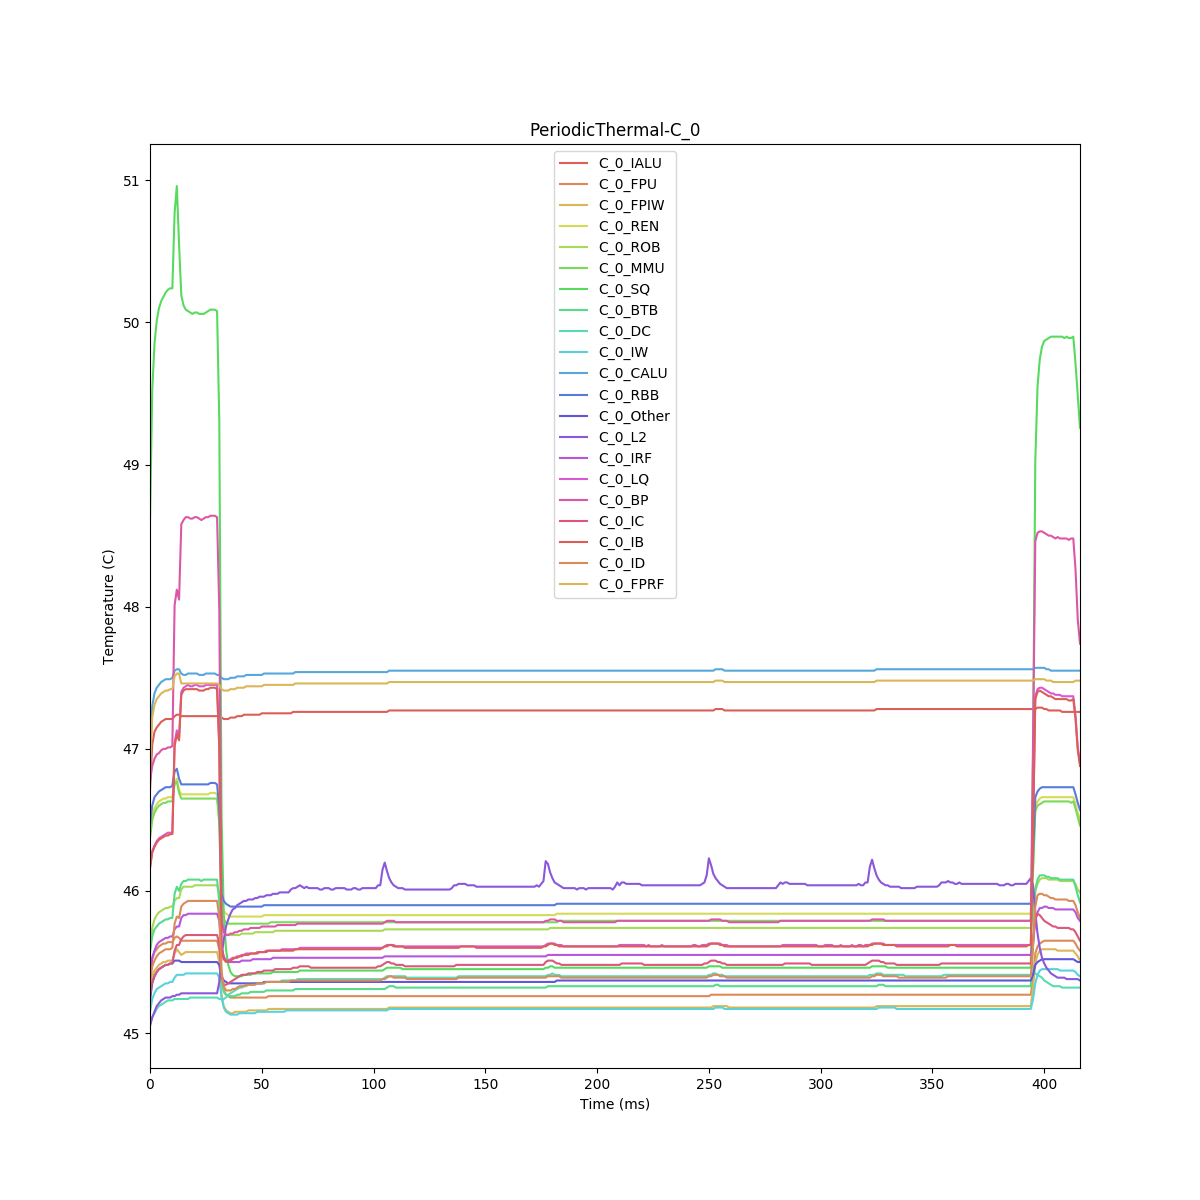 PeriodicThermal-C_0
C_0_IALU
C_0_FPU
C_0_FPIW
C_0_REN
C_0_ROB
C_0_MMU
C_0_SQ
C_0_BTB
C_0_DC
C_0_IW
C_0_CALU
C_0_RBB
C_0_Other
C_0_L2
C_0_IRF
C_0_LQ
C_0_BP
C_0_IC
C_0_IB
C_0_ID
C_0_FPRF
51
50
49
48
47
46
45
Temperature (C)
0 50 100 150 200 250 300 350 400
Time (ms)